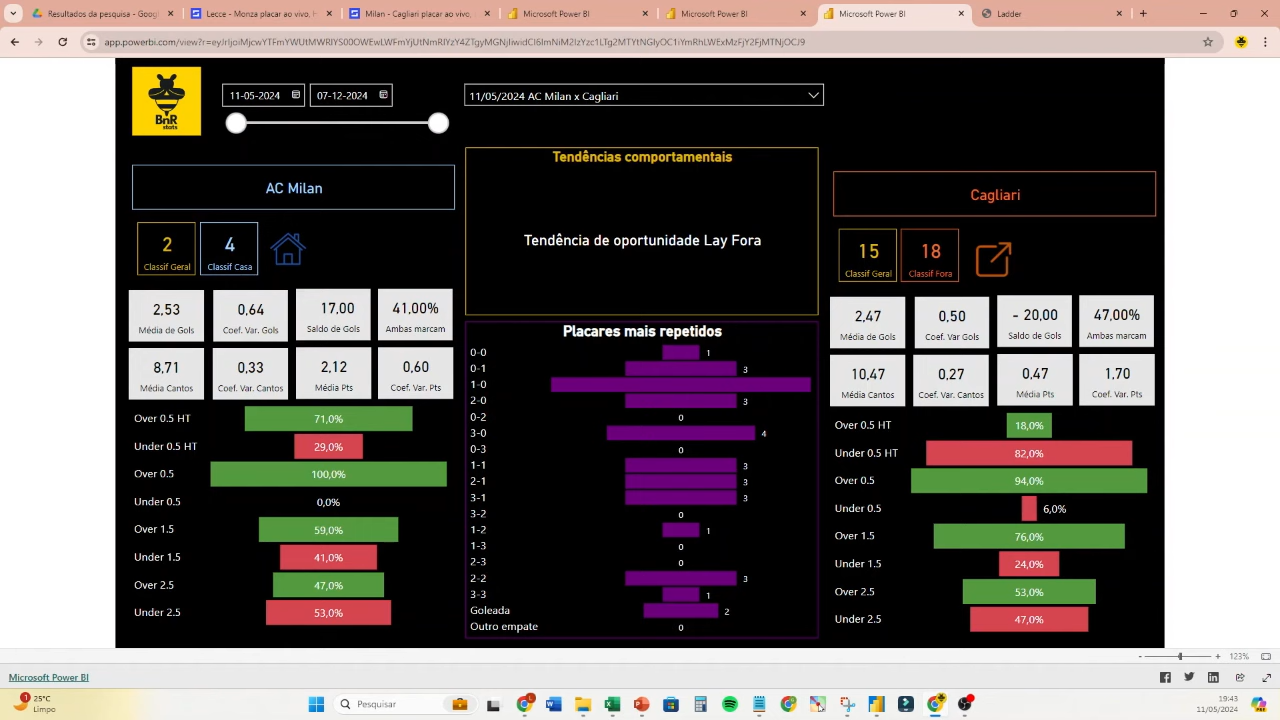 Resultados da pesquisa - Googl
Lecce - Monza placar ao vivo, H
Milan - Cagliari placar ao vivo,
Microsoft Power BI
Microsoft Power BI
Microsoft Power BI
Ladder
BnR
stats
11-05-2024
07-12-2024
11/05/2024 AC Milan x Cagliari
AC Milan
2
Classif Geral
4
Classif Casa
2,53
Média de Gols
0,64
Coef. Var. Gols
17,00
Saldo de Gols
41,00%
Ambas marcam
8,71
Média Cantos
0,33
Coef. Var. Cantos
2,12
Média Pts
0,60
Coef. Var. Pts
Over 0.5 HT
71,0%
Under 0.5 HT
29,0%
Over 0.5
100,0%
Under 0.5
0,0%
Over 1.5
59,0%
Under 1.5
41,0%
Over 2.5
47,0%
Under 2.5
53,0%
Tendências comportamentais
Tendência de oportunidade Lay Fora
Placares mais repetidos
0-0
1
0-1
3
1-0
2-0
3
0-2
0
3-0
4
0-3
0
1-1
3
2-1
3
3-1
3
3-2
0
1-2
1
1-3
0
2-3
0
2-2
3
3-3
1
Goleada
2
Outro empate
0
Cagliari
15
Classif Geral
18
Classif Fora
2,47
Média de Gols
0,50
Coef. Var Gols
- 20,00
Saldo de Gols
47,00%
Ambas marcam
10,47
Média Cantos
0,27
Coef. Var. Cantos
0,47
Média Pts
1,70
Coef. Var. Pts
Over 0.5 HT
18,0%
Under 0.5 HT
82,0%
Over 0.5
94,0%
Under 0.5
6,0%
Over 1.5
76,0%
Under 1.5
24,0%
Over 2.5
53,0%
Under 2.5
47,0%
- + 123%
Microsoft Power BI
1
25°C
Limpo
Pesquisar
19:43
11/05/2024